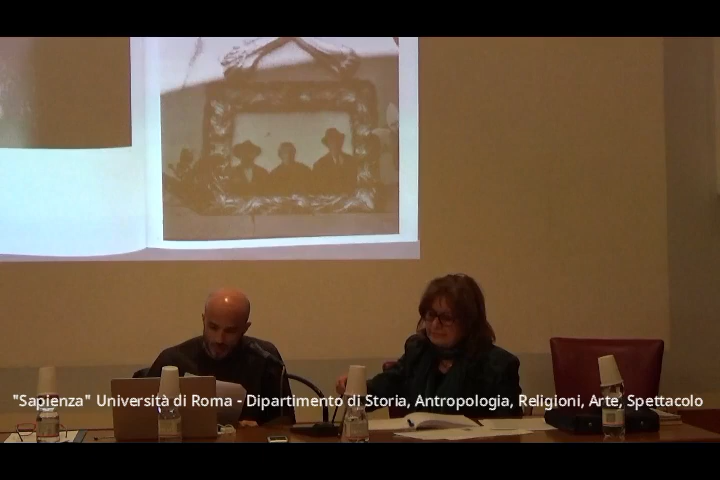 "Sapienza" Università di Roma - Dipartimento di Storia, Antropologia, Religioni, Arte, Spettacolo